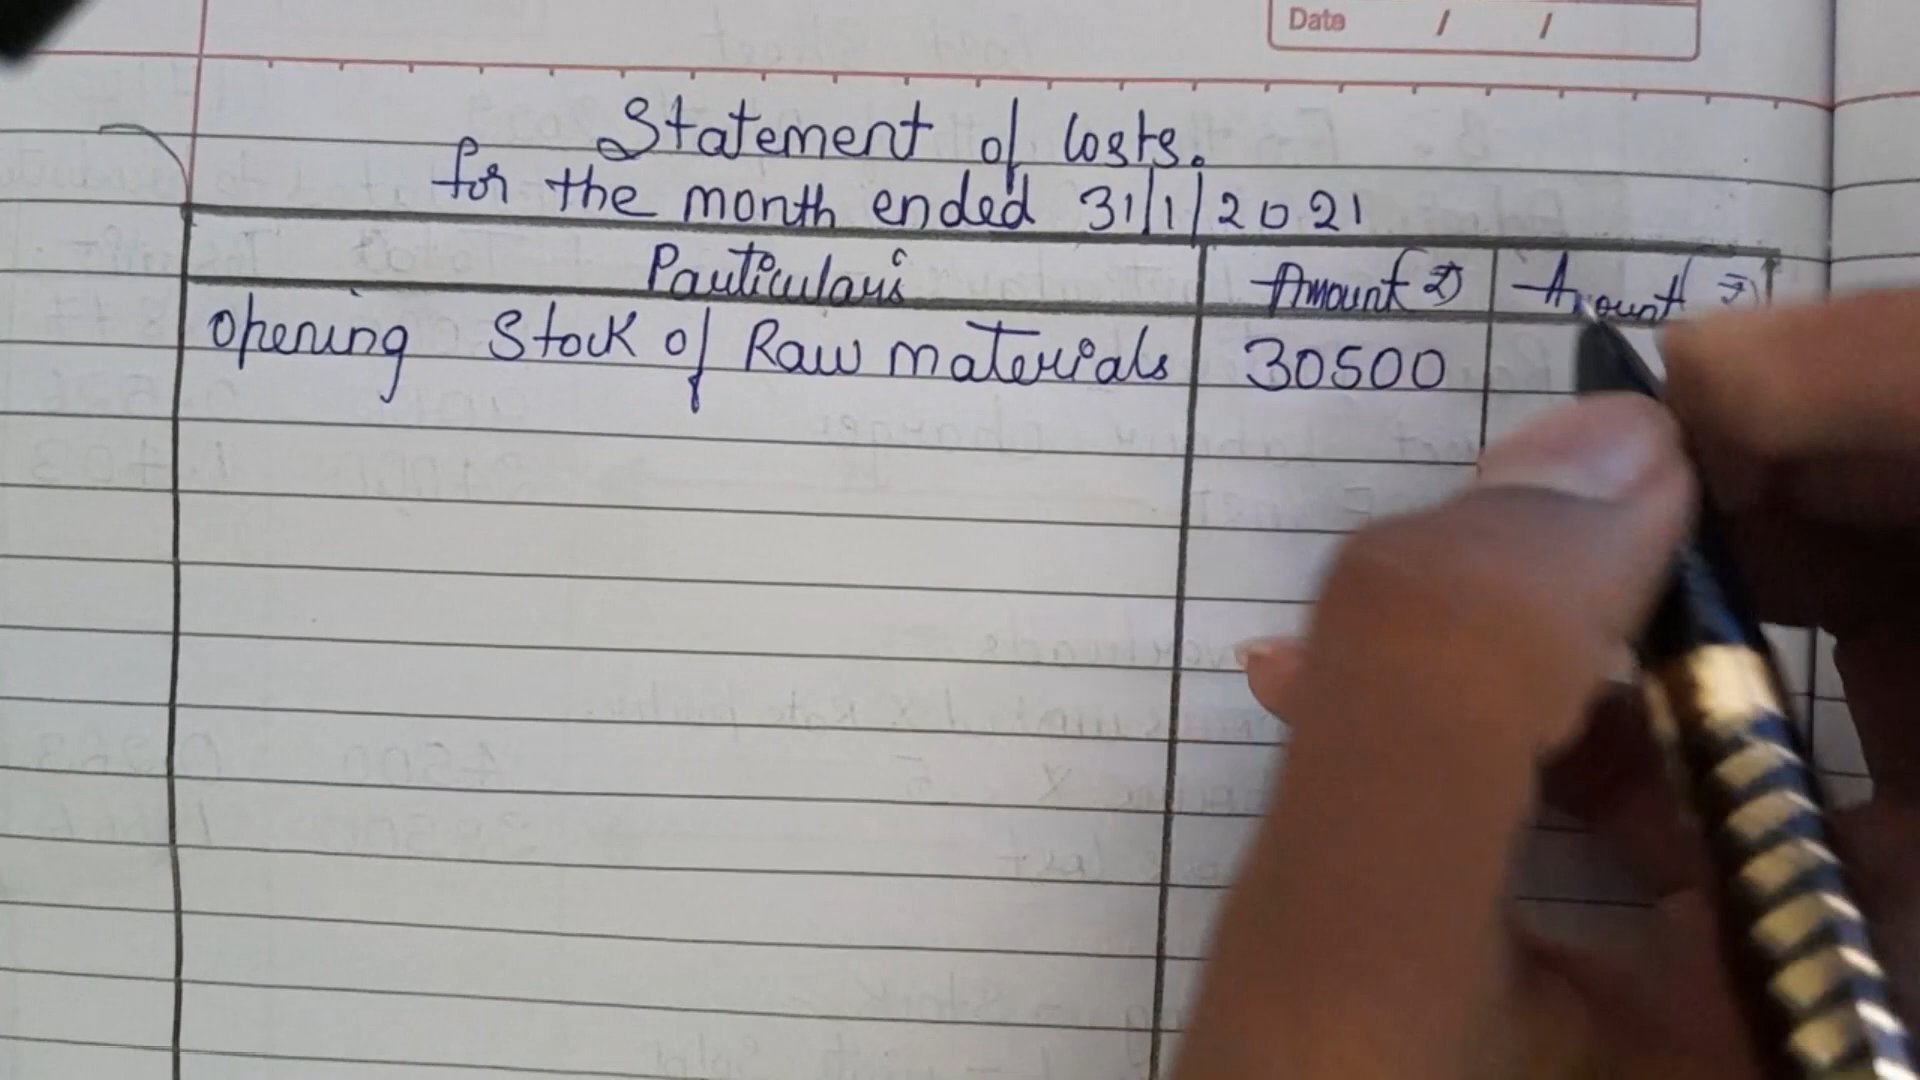 Date / /
Statement of Costs.
for the month ended 31/1/2021
Particulars Amount ₹) Amount ₹)
opening Stock of Raw materials 30500